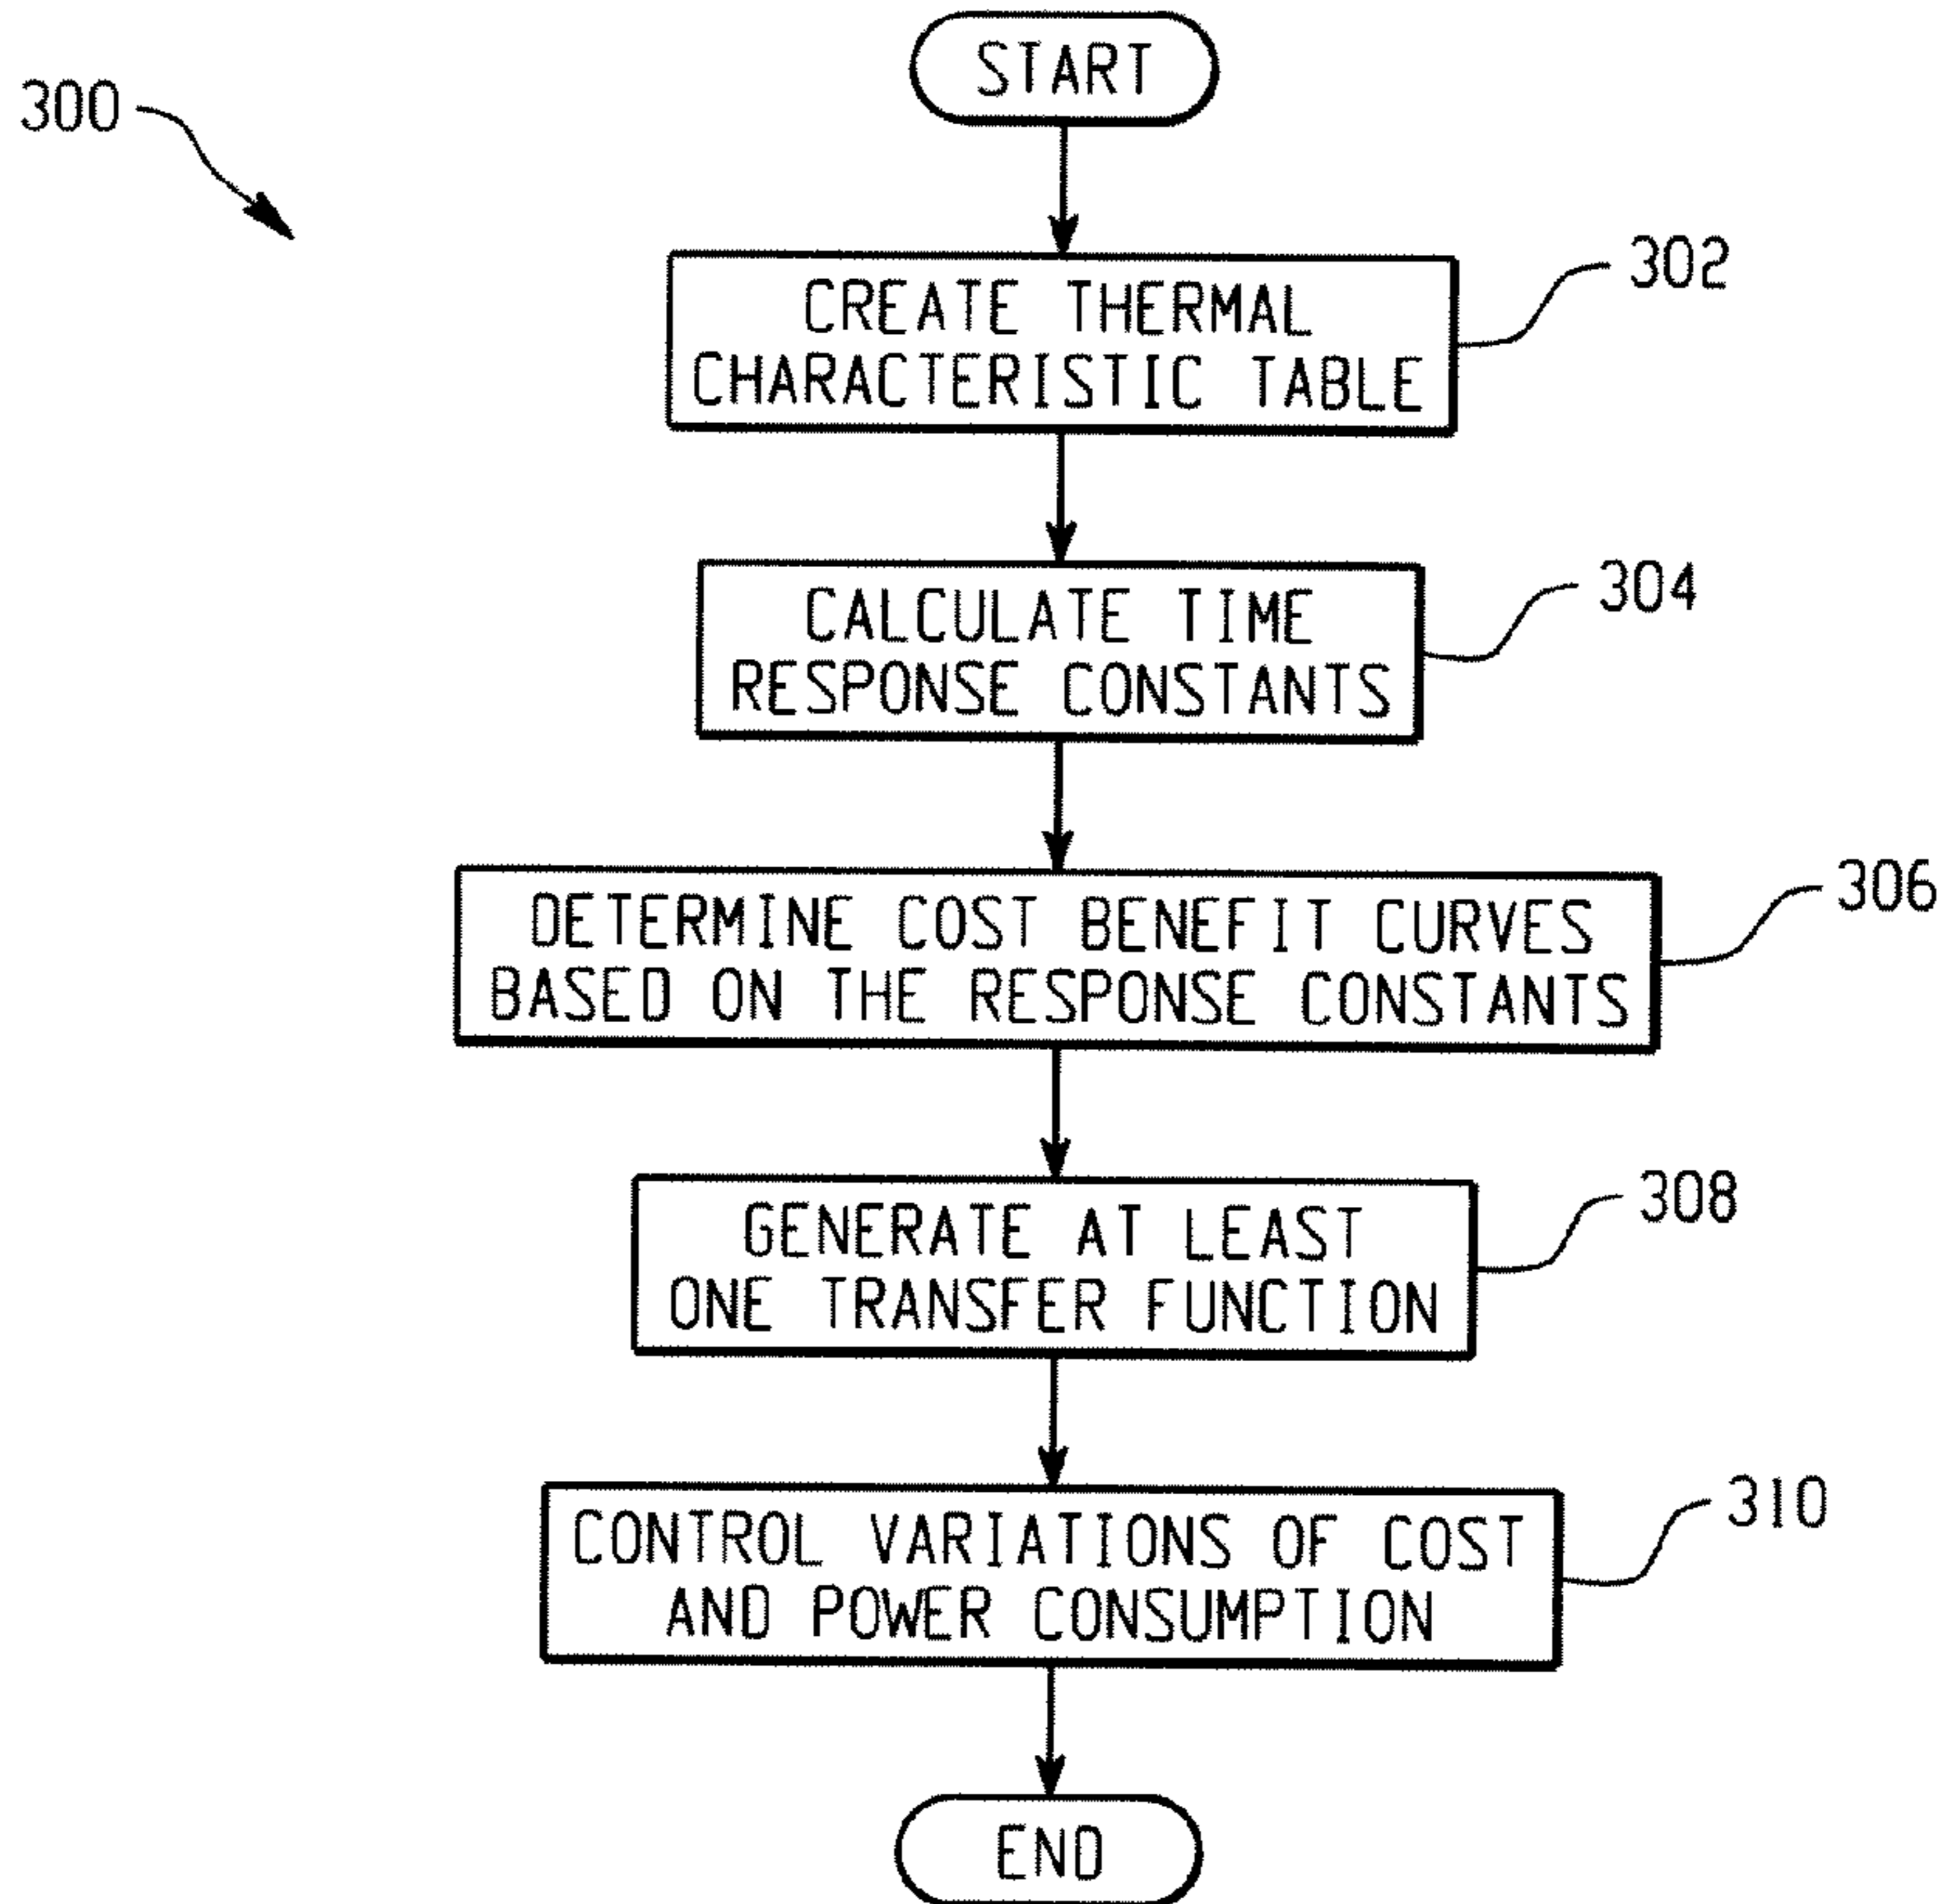 START
300
302
CREATE THERMAL
CHARACTERISTIC TABLE
304
CALCULATE TIME
RESPONSE CONSTANTS
306
DETERMINE COST BENEFIT CURVES
BASED ON THE RESPONSE CONSTANTS
308
GENERATE AT LEAST
ONE TRANSFER FUNCTION
310
CONTROL VARIATIONS OF COST
AND POWER CONSUMPTION
END